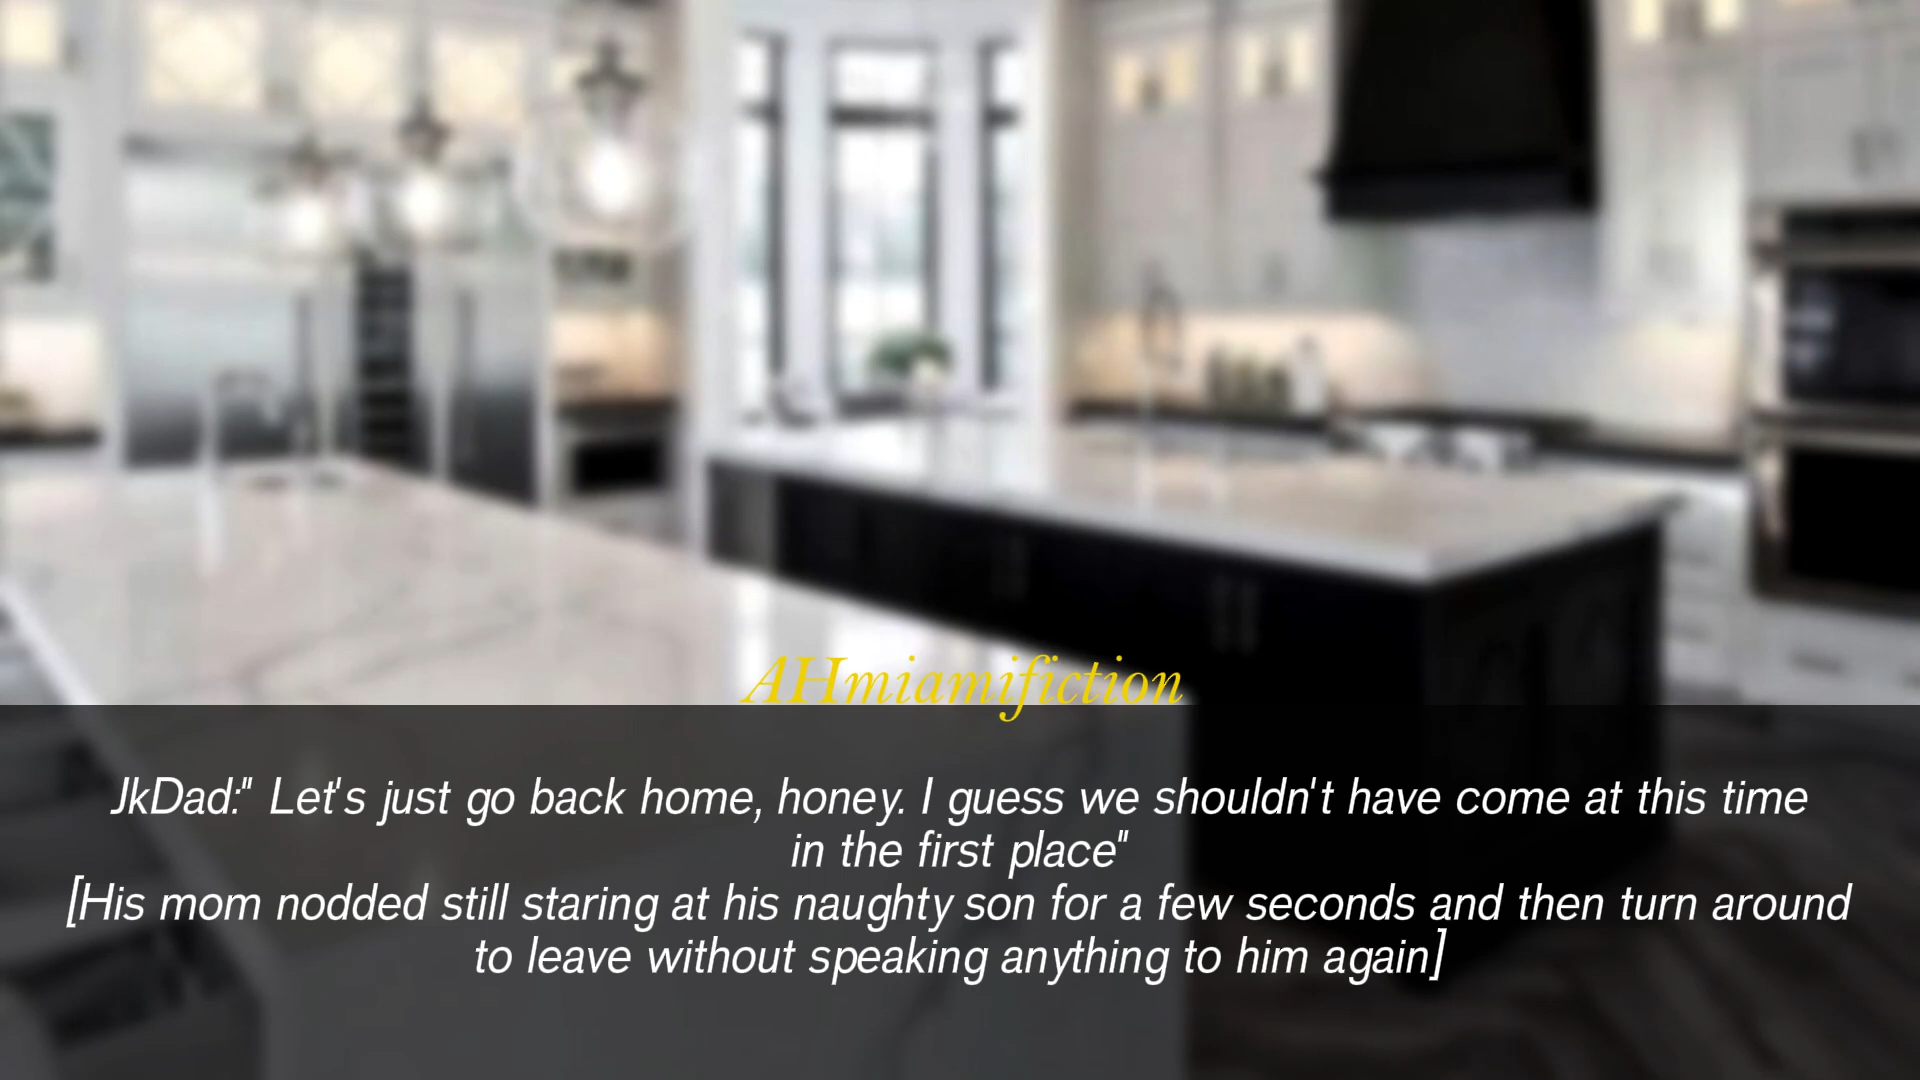 AHmiamifiction
JkDad:" Let's just go back home, honey. I guess we shouldn't have come at this time
in the first place"
[His mom nodded still staring at his naughty son for a few seconds and then turn around
to leave without speaking anything to him again]